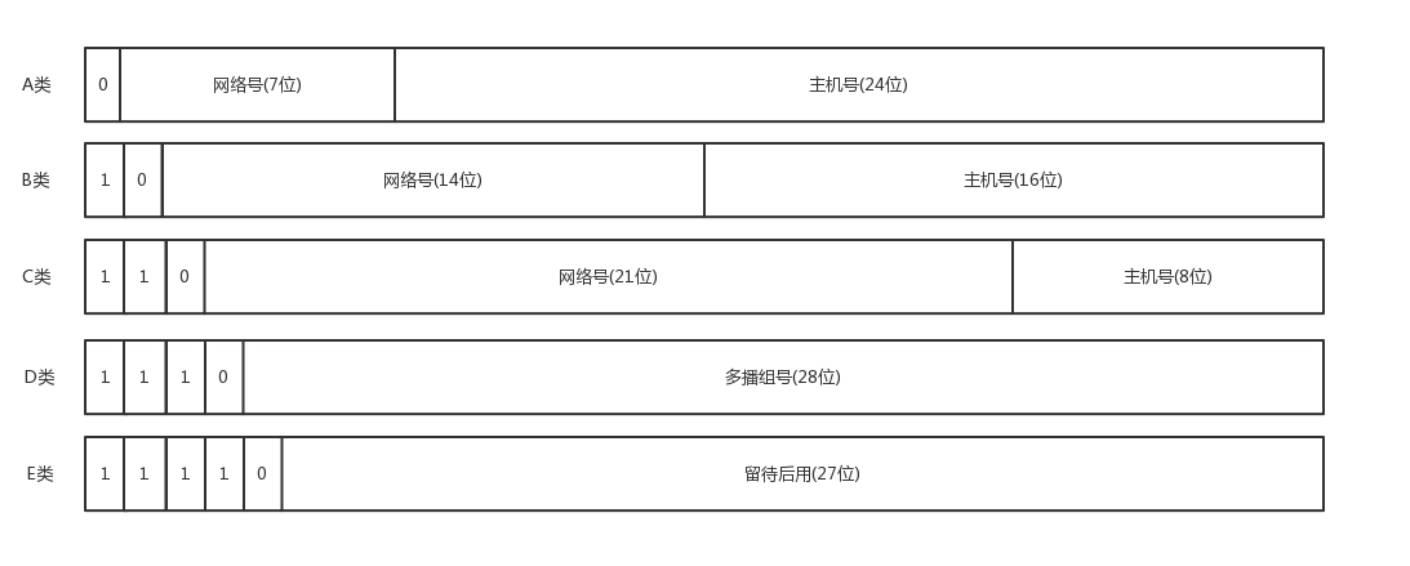 A类 0 网络号(7位) 主机号(24位)
B类 1 0 网络号(14位) 主机号(16位)
C类 1 1 0 网络号(21位) 主机号(8位)
D类 1 1 1 0 多播组号(28位)
E类 1 1 1 1 0 留待后用(27位)